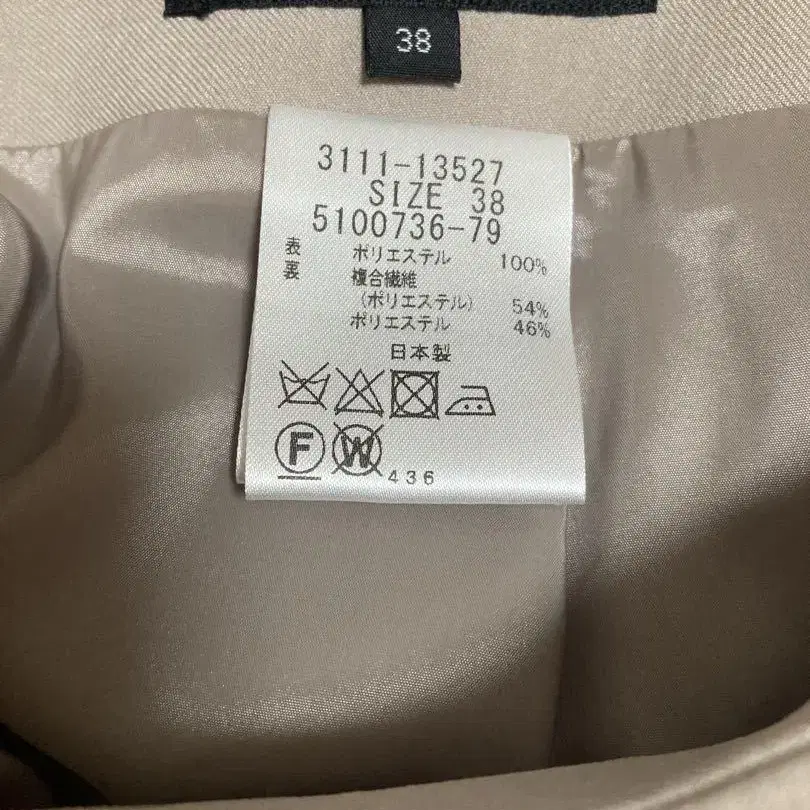 38
3111-13527
SIZE 38
5100736-79
表 ポリエステル 100%
裏 複合繊維
(ポリエステル) 54%
ポリエステル 46%
日本製
F W 436